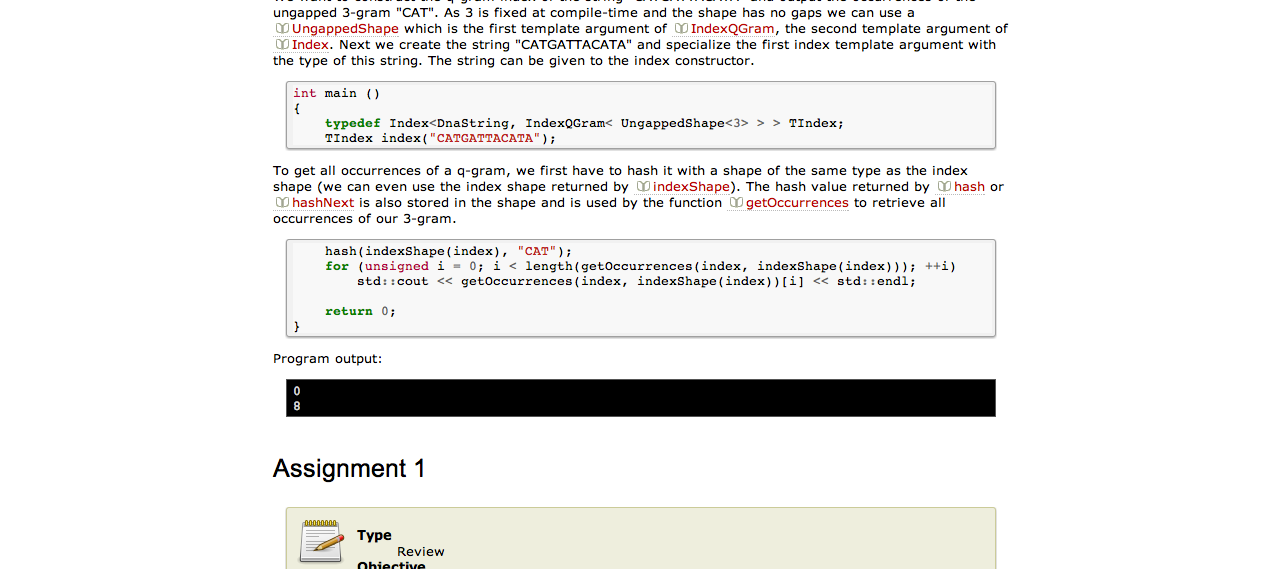 ungapped 3-gram "CAT". As 3 is fixed at compile-time and the shape has no gaps we can use a
UngappedShape which is the first template argument of IndexQGram, the second template argument of
Index. Next we create the string "CATGATTACATA" and specialize the first index template argument with
the type of this string. The string can be given to the index constructor.
int main ()
{
    typedef Index<DnaString, IndexQGram< UngappedShape<3> > > TIndex;
    TIndex index("CATGATTACATA");
To get all occurrences of a q-gram, we first have to hash it with a shape of the same type as the index
shape (we can even use the index shape returned by indexShape). The hash value returned by hash or
hashNext is also stored in the shape and is used by the function getOccurrences to retrieve all
occurrences of our 3-gram.
    hash(indexShape(index), "CAT");
    for (unsigned i = 0; i < length(getOccurrences(index, indexShape(index))); ++i)
        std::cout << getOccurrences(index, indexShape(index))[i] << std::endl;
    return 0;
}
Program output:
0
8
Assignment 1
Type
Review
Objective